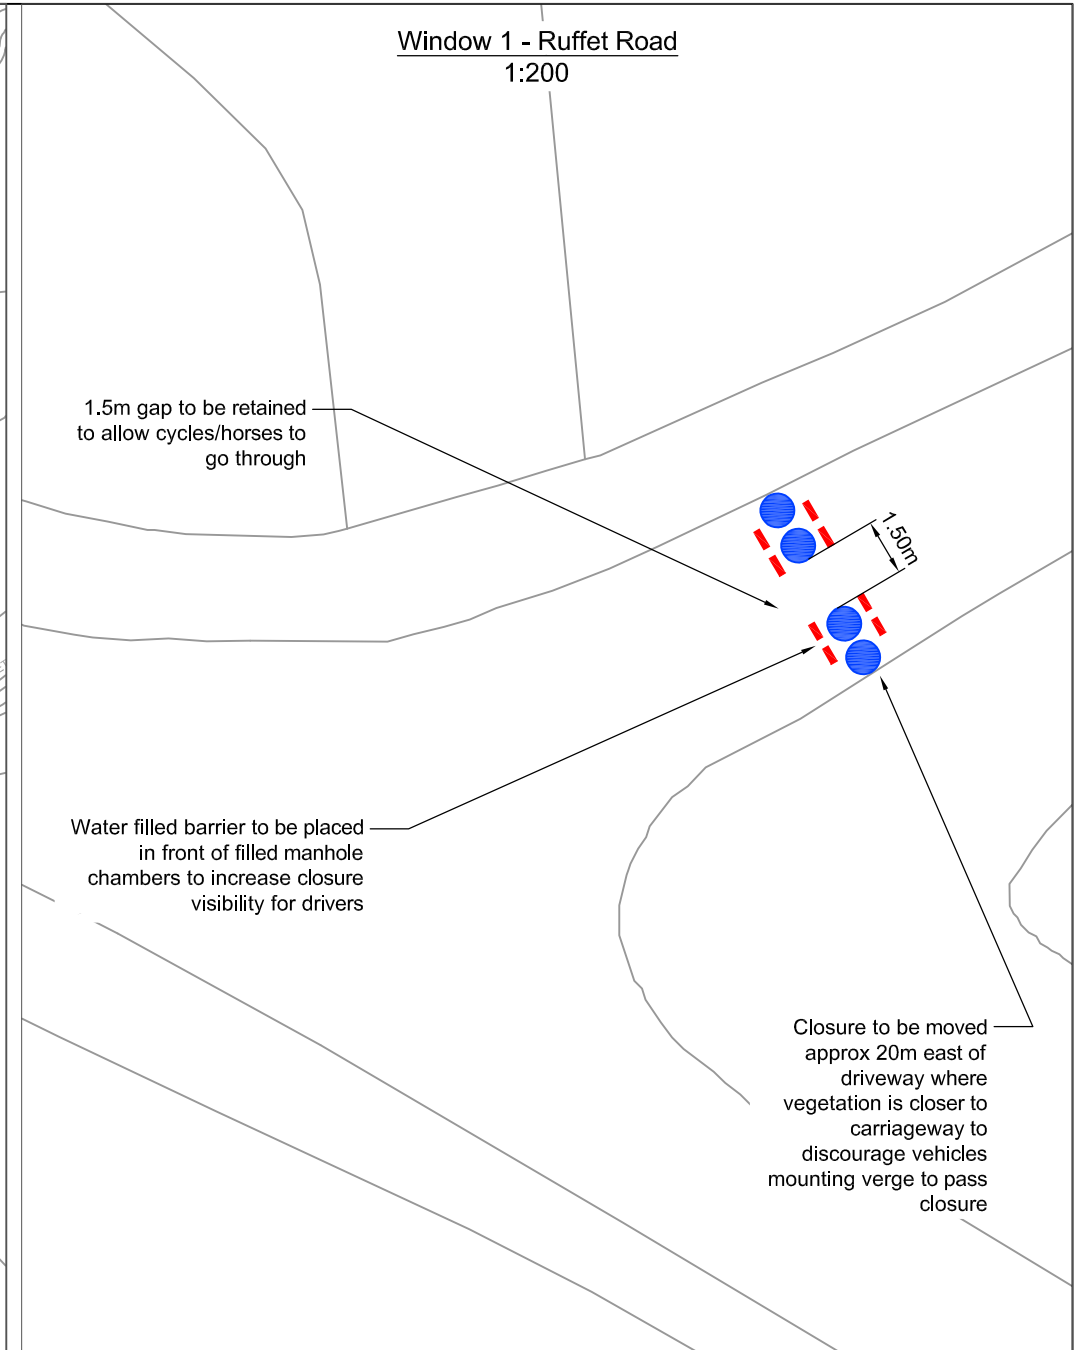 Window 1 - Ruffet Road
1:200
1.5m gap to be retained
to allow cycles/horses to
go through
1.50m
Water filled barrier to be placed
in front of filled manhole
chambers to increase closure
visibility for drivers
Closure to be moved
approx 20m east of
driveway where
vegetation is closer to
carriageway to
discourage vehicles
mounting verge to pass
closure